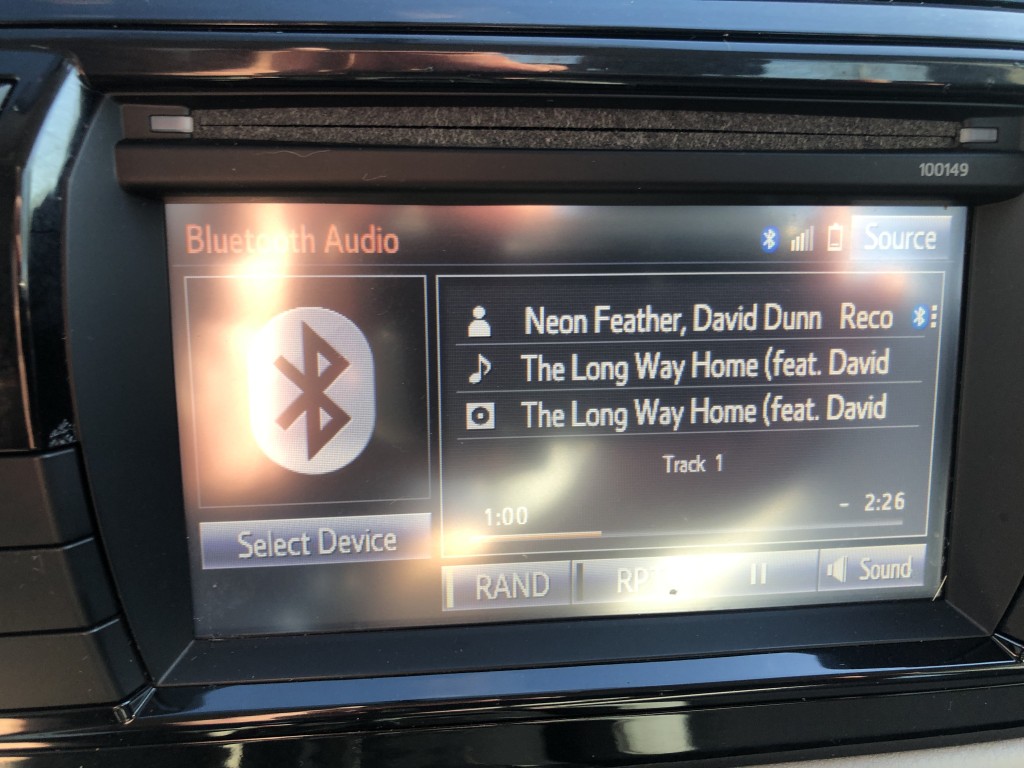 100149
Bluetooth Audio
Source
Neon Feather, David Dunn Reco
The Long Way Home (feat. David
The Long Way Home (feat. David
Track 1
1:00
- 2:26
Select Device
RAND
RPT
Sound